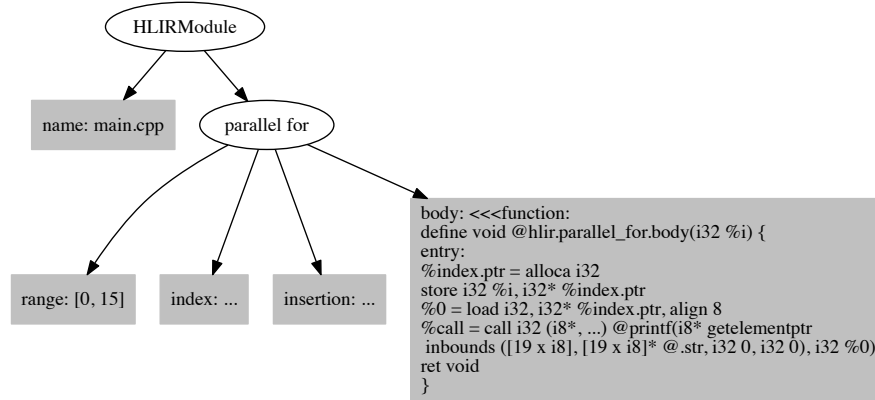 HLIRModule
name: main.cpp
parallel for
range: [0, 15]
index: ...
insertion: ...
body: <<<function:
define void @hlir.parallel_for.body(i32 %i) {
entry:
%index.ptr = alloca i32
store i32 %i, i32* %index.ptr
%0 = load i32, i32* %index.ptr, align 8
%call = call i32 (i8*, ...) @printf(i8* getelementptr
inbounds ([19 x i8], [19 x i8]* @.str, i32 0, i32 0), i32 %0)
ret void
}